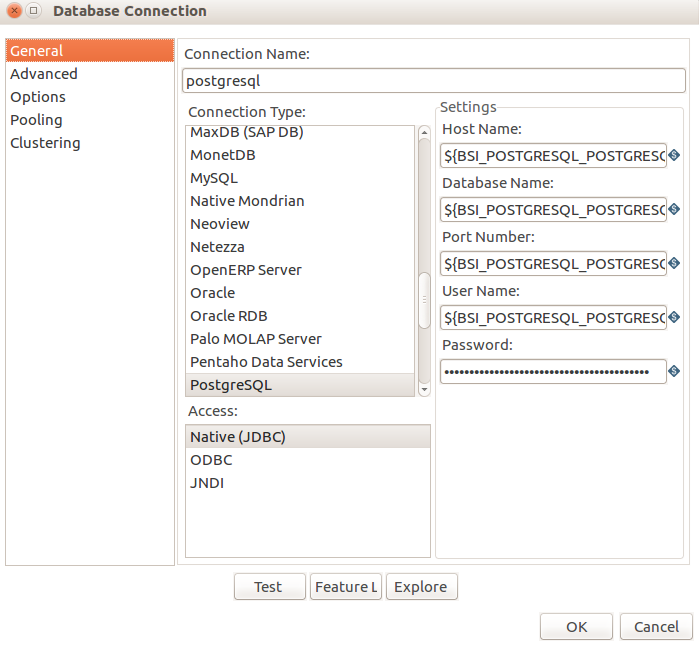 Database Connection
General
Advanced
Options
Pooling
Clustering
Connection Name:
postgresql
Connection Type:
MaxDB (SAP DB)
MonetDB
MySQL
Native Mondrian
Neoview
Netezza
OpenERP Server
Oracle
Oracle RDB
Palo MOLAP Server
Pentaho Data Services
PostgreSQL
Access:
Native (JDBC)
ODBC
JNDI
Settings
Host Name:
${BSI_POSTGRESQL_POSTGRESQ
Database Name:
${BSI_POSTGRESQL_POSTGRESQ
Port Number:
${BSI_POSTGRESQL_POSTGRESQ
User Name:
${BSI_POSTGRESQL_POSTGRESQ
Password:
Test
Feature L
Explore
OK
Cancel